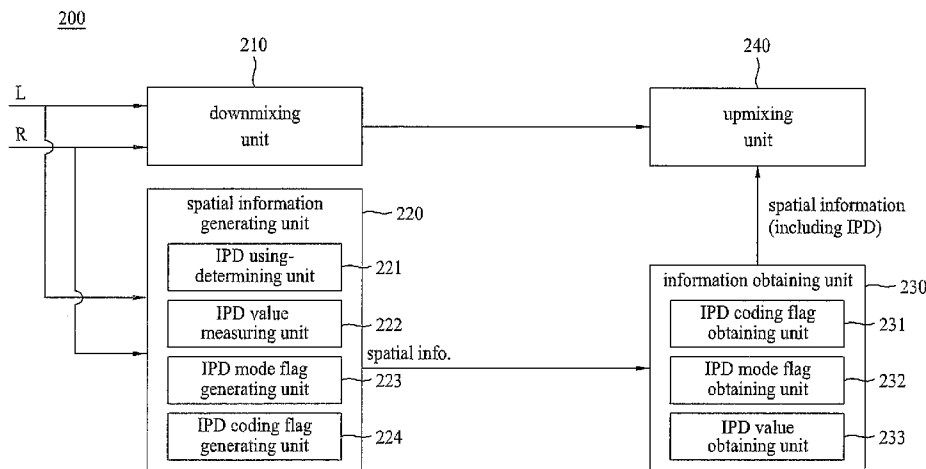 200
210
240
L
R
downmixing
unit
upmixing
unit
spatial information
generating unit
220
IPD using-
determining unit
221
IPD value
measuring unit
222
IPD mode flag
generating unit
223
IPD coding flag
generating unit
224
spatial info.
spatial information
(including IPD)
information obtaining unit
230
IPD coding flag
obtaining unit
231
IPD mode flag
obtaining unit
232
IPD value
obtaining unit
233